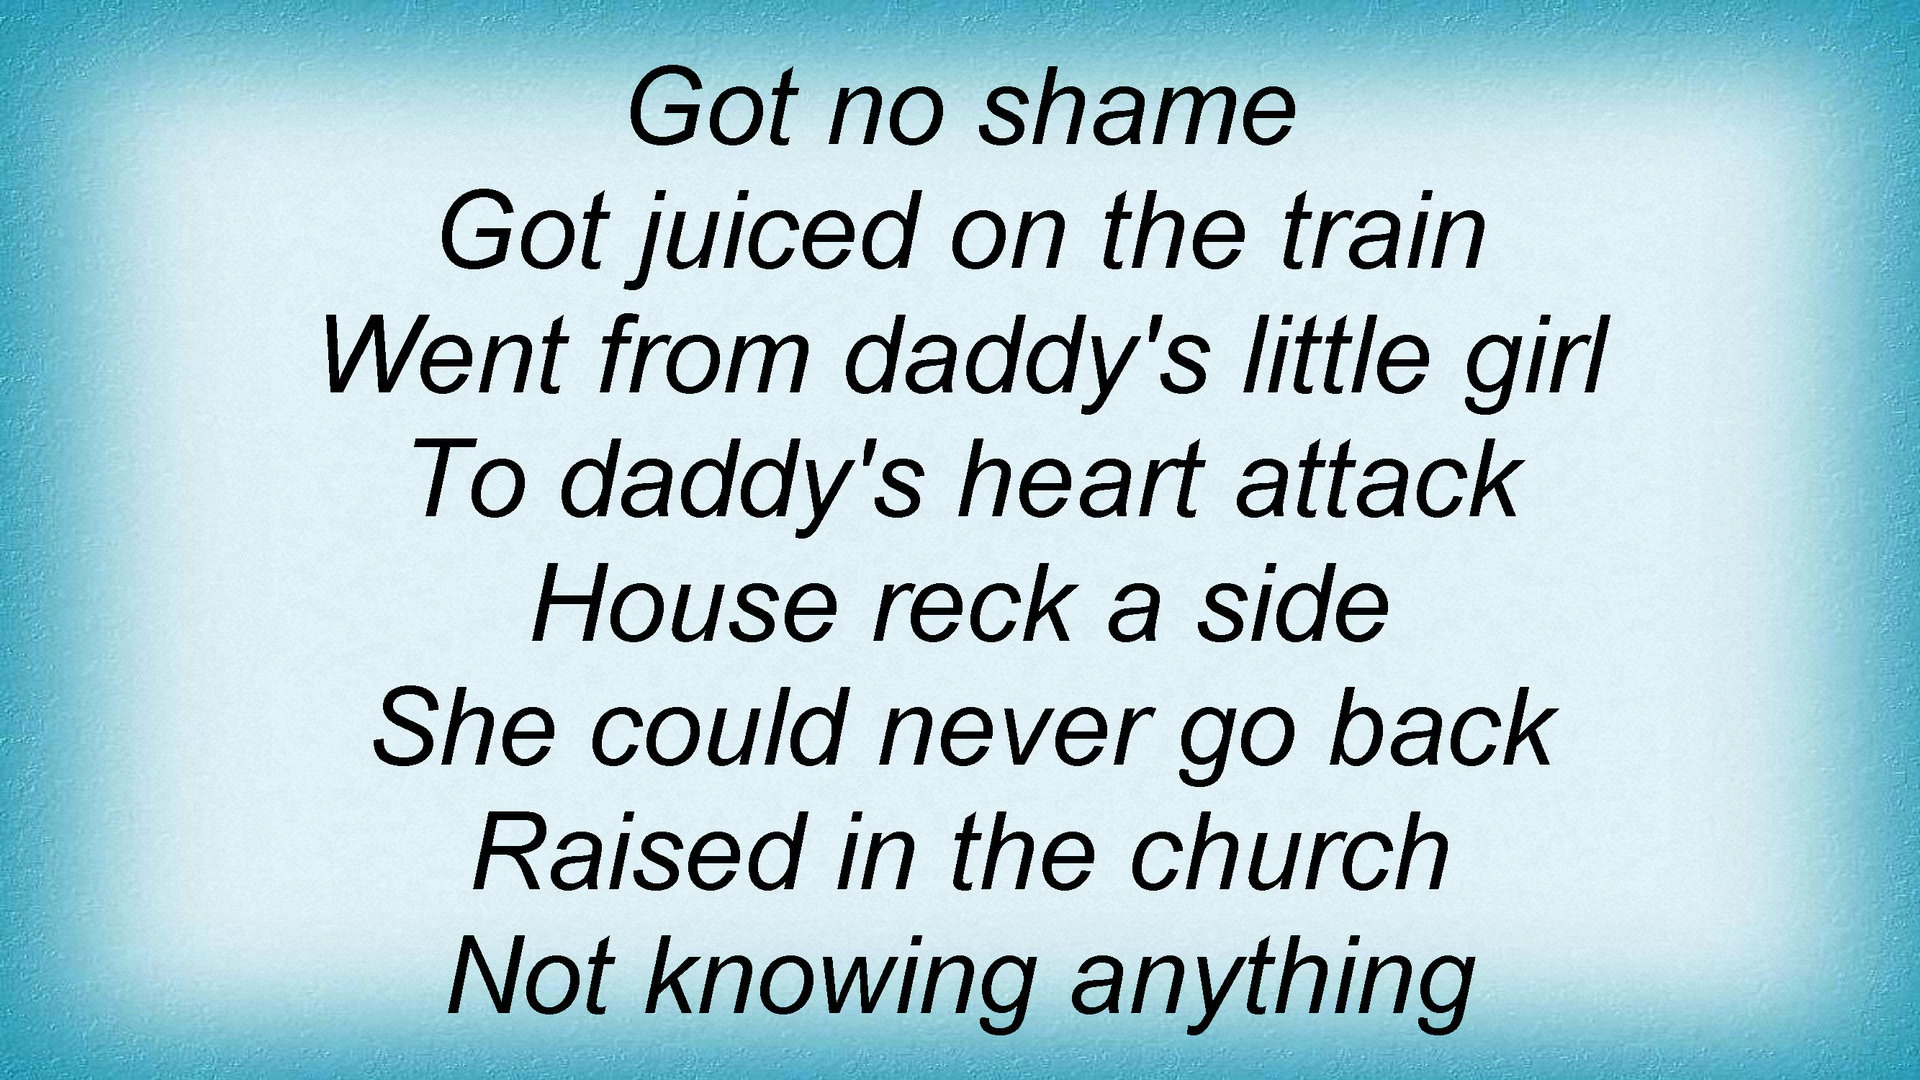 Got no shame
Got juiced on the train
Went from daddy's little girl
To daddy's heart attack
House reck a side
She could never go back
Raised in the church
Not knowing anything